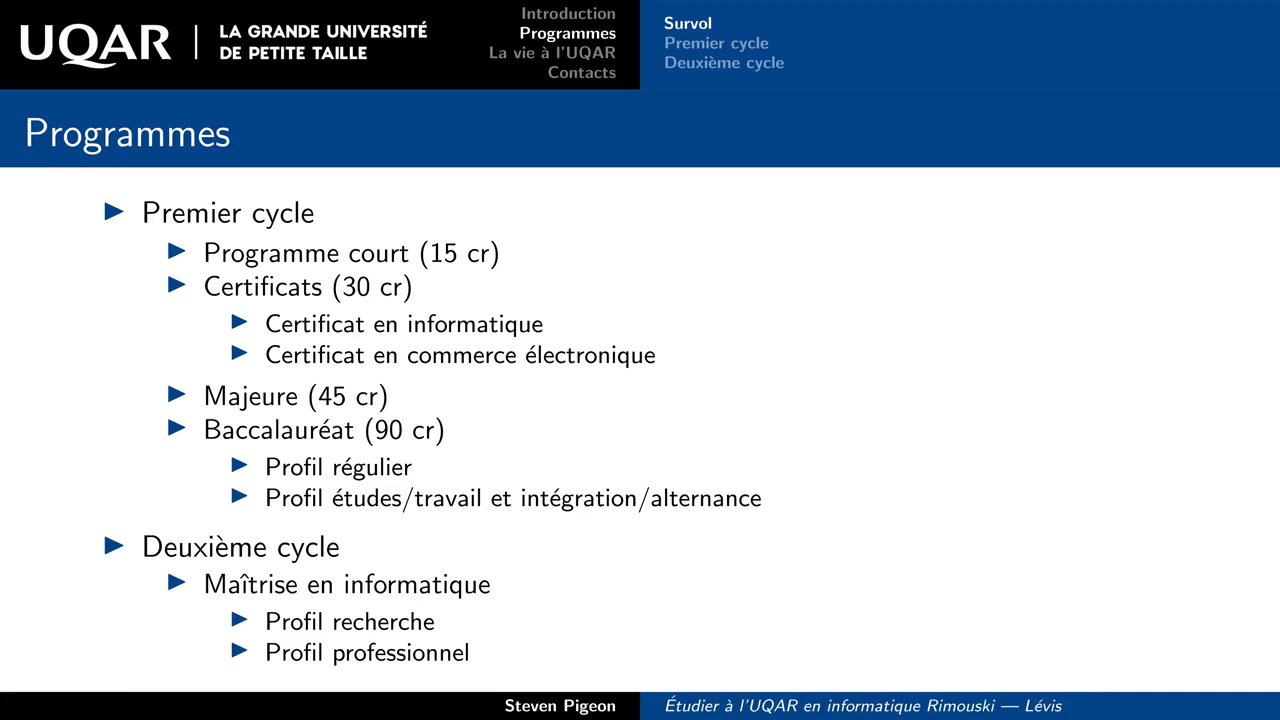 UQAR
LA GRANDE UNIVERSITÉ
DE PETITE TAILLE
Introduction
Programmes
La vie à l'UQAR
Contacts
Survol
Premier cycle
Deuxième cycle
Programmes
Premier cycle
Programme court (15 cr)
Certificats (30 cr)
Certificat en informatique
Certificat en commerce électronique
Majeure (45 cr)
Baccalauréat (90 cr)
Profil régulier
Profil études/travail et intégration/alternance
Deuxième cycle
Maîtrise en informatique
Profil recherche
Profil professionnel
Steven Pigeon
Étudier à l'UQAR en informatique Rimouski — Lévis